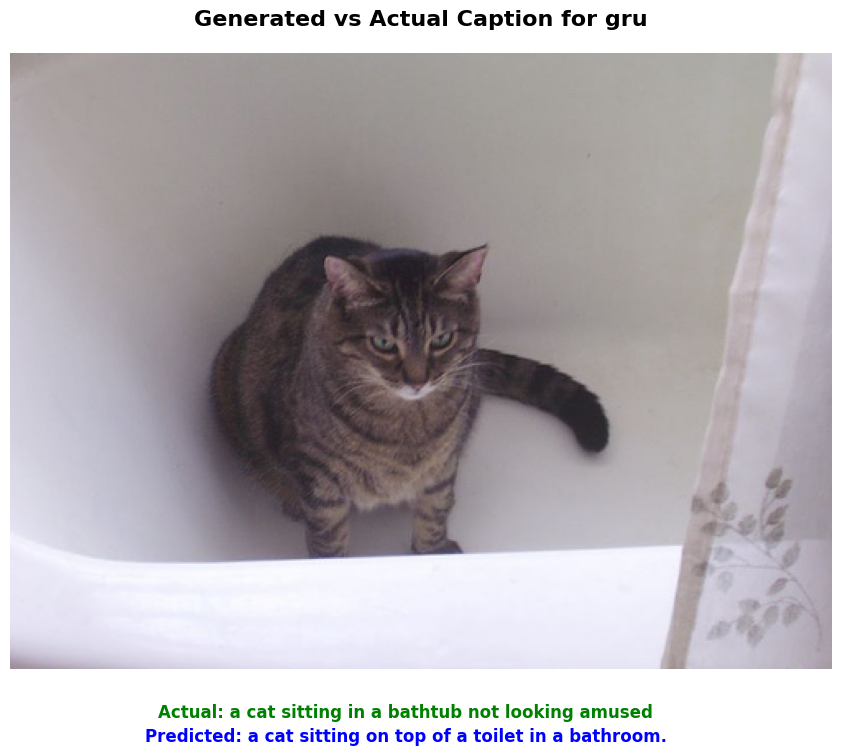 Generated vs Actual Caption for gru
Actual: a cat sitting in a bathtub not looking amused
Predicted: a cat sitting on top of a toilet in a bathroom.